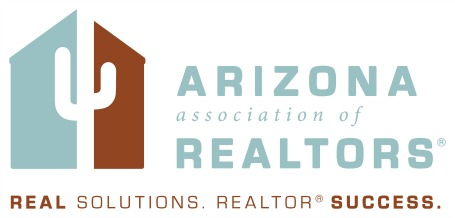 ARIZONA
association of
REALTORS®
REAL SOLUTIONS. REALTOR® SUCCESS.